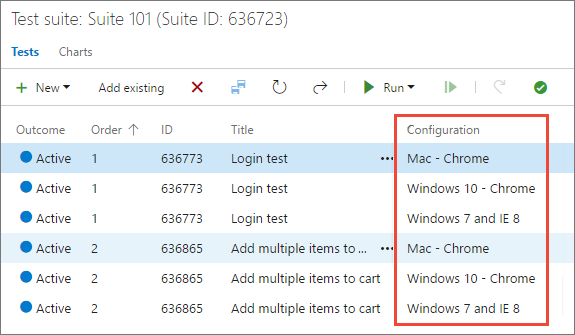 Test suite: Suite 101 (Suite ID: 636723)
Tests Charts
New Add existing Run
Outcome Order ID Title Configuration
Active 1 636773 Login test ••• Mac - Chrome
Active 1 636773 Login test Windows 10 - Chrome
Active 1 636773 Login test Windows 7 and IE 8
Active 2 636865 Add multiple items to ... ••• Mac - Chrome
Active 2 636865 Add multiple items to cart Windows 10 - Chrome
Active 2 636865 Add multiple items to cart Windows 7 and IE 8